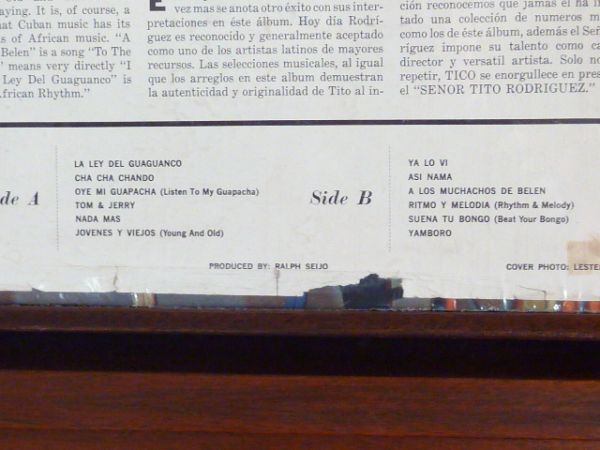 aying. It is, of course, a
at Cuban music has its
s of African music. "A
Belen" is a song "To The
' means very directly "I
Ley Del Guaguanco" is
frican Rhythm."
vez mas se anota otro éxito con sus inter-
pretaciones en éste álbum. Hoy día Rodrí-
guez es reconocido y generalmente aceptado
como uno de los artistas latinos de mayores
recursos. Las selecciones musicales, al igual
que los arreglos en este album demuestran
la autenticidad y originalidad de Tito al in-
ción reconocemos que jamas el ha
tado una colección de numeros m
como los de éste álbum, además el Señ
ríguez impone su talento como ca
director y versatil artista. Solo no
repetir, TICO se enorgullece en pres
el "SENOR TITO RODRIGUEZ."
de A
LA LEY DEL GUAGUANCO
CHA CHA CHANDO
OYE MI GUAPACHA (Listen To My Guapacha)
TOM & JERRY
NADA MAS
JOVENES Y VIEJOS (Young And Old)
Side B
YA LO VI
ASI NAMA
A LOS MUCHACHOS DE BELEN
RITMO Y MELODIA (Rhythm & Melody)
SUENA TU BONGO (Beat Your Bongo)
YAMBORO
PRODUCED BY: RALPH SEIJO
COVER PHOTO: LESTE